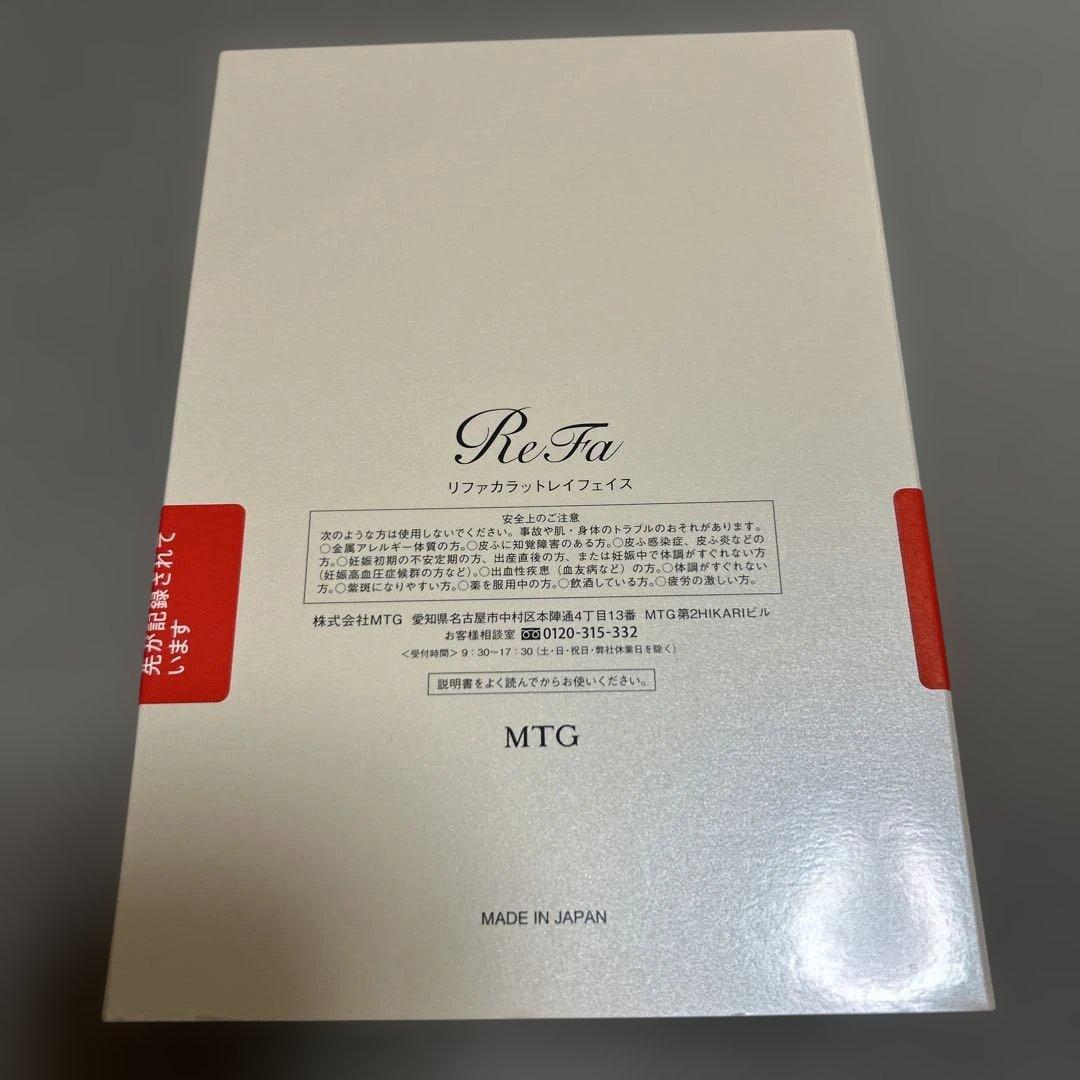 ReFa
リファカラットレイフェイス
安全上のご注意
次のような方は使用しないでください。事故や肌・身体のトラブルのおそれがあります。
○金属アレルギー体質の方。○皮ふに知覚障害のある方。○皮ふ感染症、皮ふ炎などの
方。○妊娠初期の不安定期の方、出産直後の方、または妊娠中で体調がすぐれない方
(妊娠高血圧症候群の方など)。○出血性疾患（血友病など）の方。○体調がすぐれない
方。○紫斑になりやすい方。○薬を服用中の方。○飲酒している方。○疲労の激しい方。
株式会社MTG 愛知県名古屋市中村区本陣通4丁目13番 MTG第2HIKARIビル
お客様相談室 0120-315-332
＜受付時間＞9：30〜17：30（土・日・祝日・弊社休業日を除く）
説明書をよく読んでからお使いください。
MTG
MADE IN JAPAN
先が記録されて
います